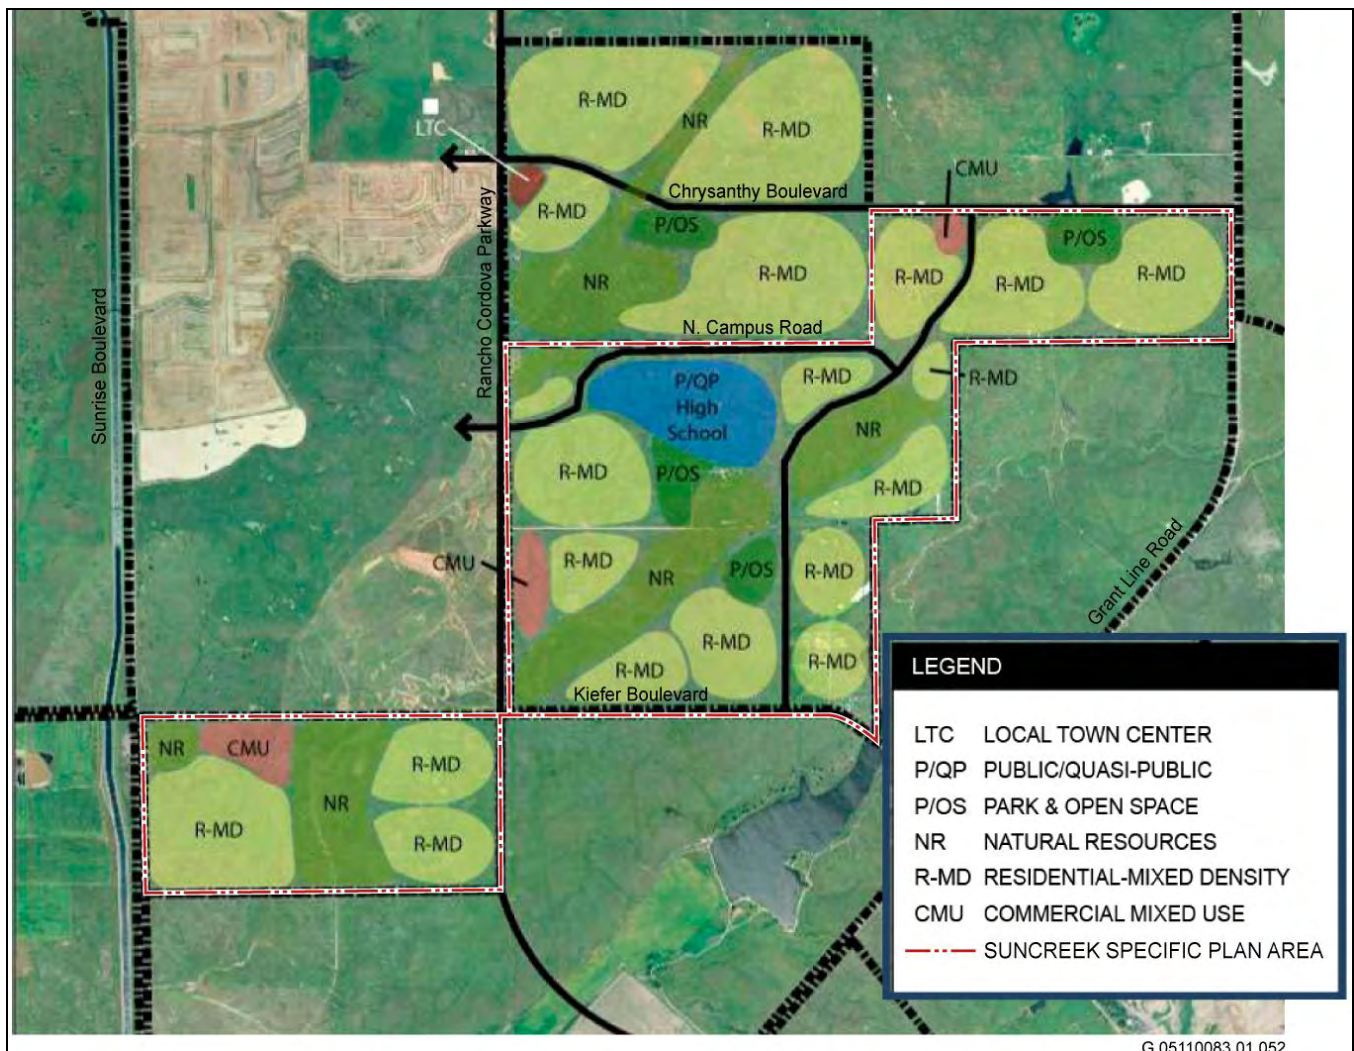 R-MD
NR
R-MD
LTC
CMU
Chrysanthy Boulevard
R-MD
P/OS
P/OS
R-MD
R-MD
R-MD
R-MD
NR
N. Campus Road
Rancho Cordova Parkway
Sunrise Boulevard
R-MD
R-MD
P/QP
High
School
NR
R-MD
P/OS
R-MD
CMU
R-MD
NR
P/OS
R-MD
Grant Line Road
R-MD
R-MD
R-MD
Kiefer Boulevard
NR
CMU
R-MD
NR
R-MD
R-MD
LEGEND
LTC LOCAL TOWN CENTER
P/QP PUBLIC/QUASI-PUBLIC
P/OS PARK & OPEN SPACE
NR NATURAL RESOURCES
R-MD RESIDENTIAL-MIXED DENSITY
CMU COMMERCIAL MIXED USE
SUNCREEK SPECIFIC PLAN AREA
G 05110083.01 052